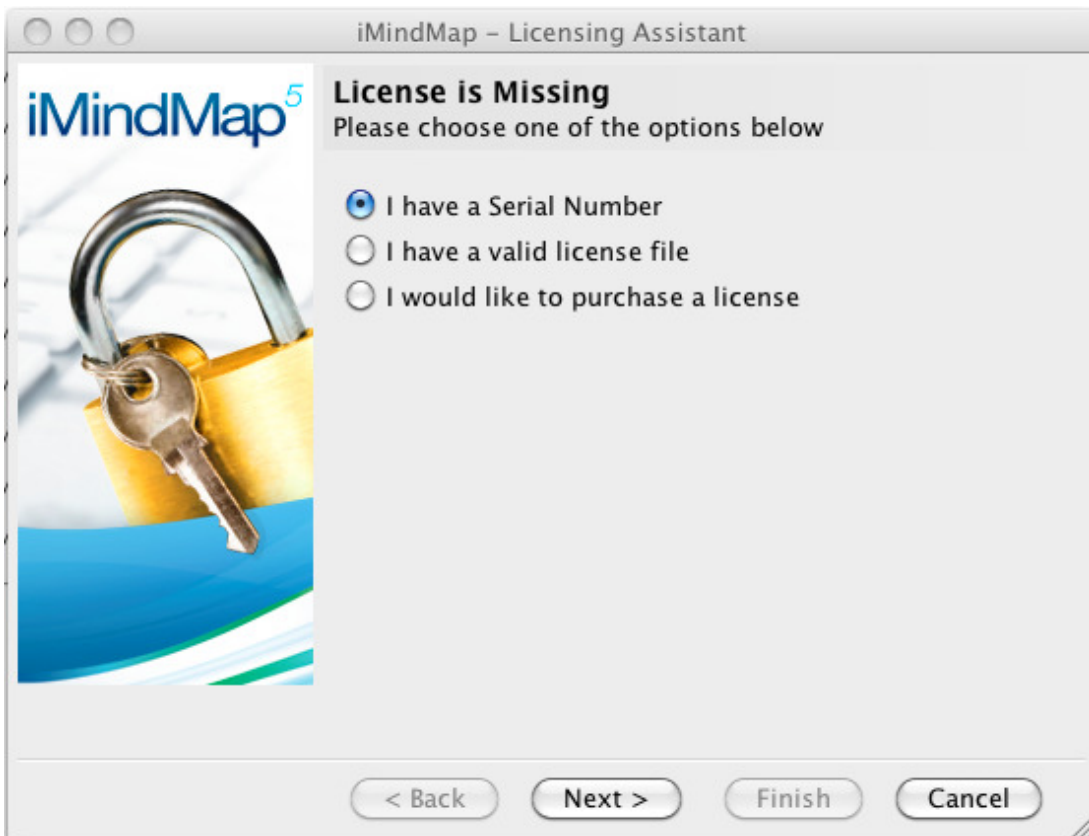 iMindMap – Licensing Assistant
iMindMap5
License is Missing
Please choose one of the options below
I have a Serial Number
I have a valid license file
I would like to purchase a license
< Back
Next >
Finish
Cancel